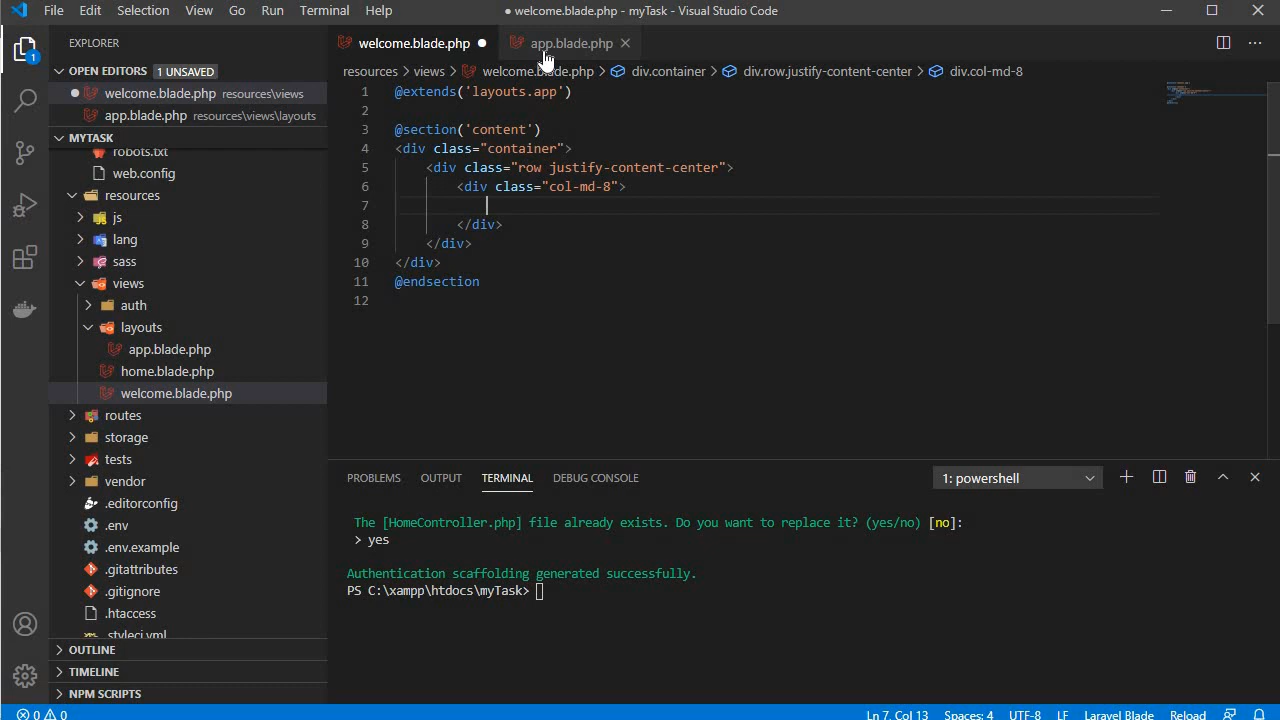 File Edit Selection View Go Run Terminal Help ● welcome.blade.php - myTask - Visual Studio Code
EXPLORER
1
OPEN EDITORS 1 UNSAVED
welcome.blade.php resources\views
app.blade.php resources\views\layouts
MYTASK
robots.txt
web.config
resources
js
lang
sass
views
auth
layouts
app.blade.php
home.blade.php
welcome.blade.php
routes
storage
tests
vendor
.editorconfig
.env
.env.example
.gitattributes
.gitignore
.htaccess
.styleci.yml
OUTLINE
TIMELINE
NPM SCRIPTS
welcome.blade.php ● app.blade.php
resources > views > welcome.blade.php > div.container > div.row.justify-content-center > div.col-md-8
1 @extends('layouts.app')
2
3 @section('content')
4 <div class="container">
5 <div class="row justify-content-center">
6 <div class="col-md-8">
7
8 </div>
9 </div>
10 </div>
11 @endsection
12
PROBLEMS OUTPUT TERMINAL DEBUG CONSOLE 1: powershell
The [HomeController.php] file already exists. Do you want to replace it? (yes/no) [no]:
> yes
Authentication scaffolding generated successfully.
PS C:\xampp\htdocs\myTask>
0 0 Ln 7, Col 13 Spaces: 4 UTF-8 LF Laravel Blade Reload